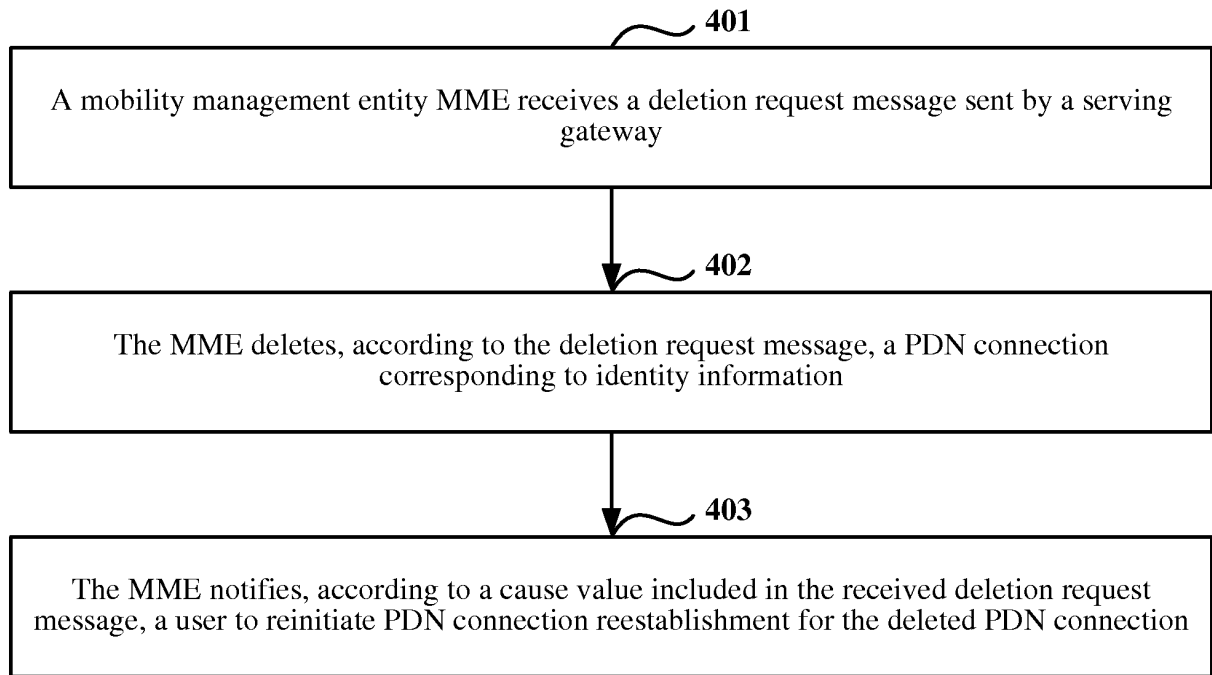 401
A mobility management entity MME receives a deletion request message sent by a serving
gateway
402
The MME deletes, according to the deletion request message, a PDN connection
corresponding to identity information
403
The MME notifies, according to a cause value included in the received deletion request
message, a user to reinitiate PDN connection reestablishment for the deleted PDN connection